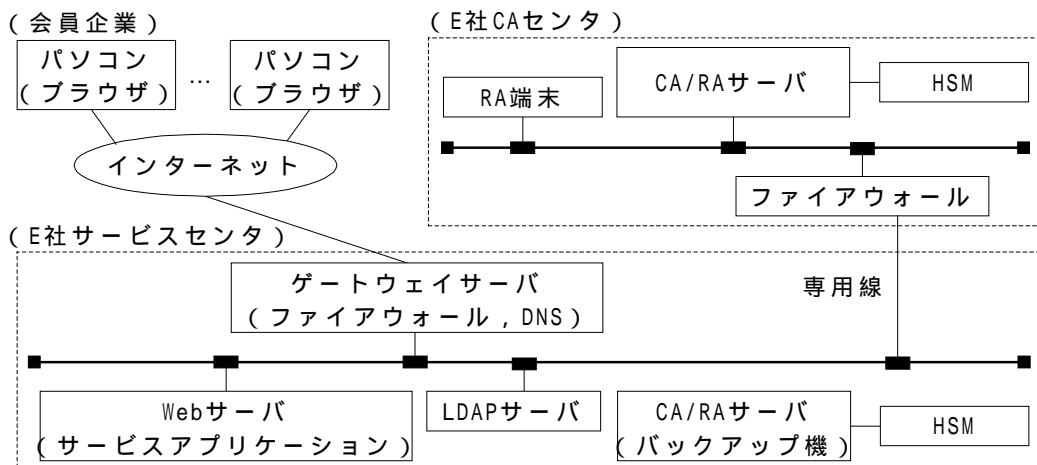 (会員企業)
パソコン
(ブラウザ)
…
パソコン
(ブラウザ)
インターネット
(E社CAセンタ)
RA端末
CA/RAサーバ
HSM
ファイアウォール
(E社サービスセンタ)
ゲートウェイサーバ
(ファイアウォール,DNS)
専用線
Webサーバ
(サービスアプリケーション)
LDAPサーバ
CA/RAサーバ
(バックアップ機)
HSM